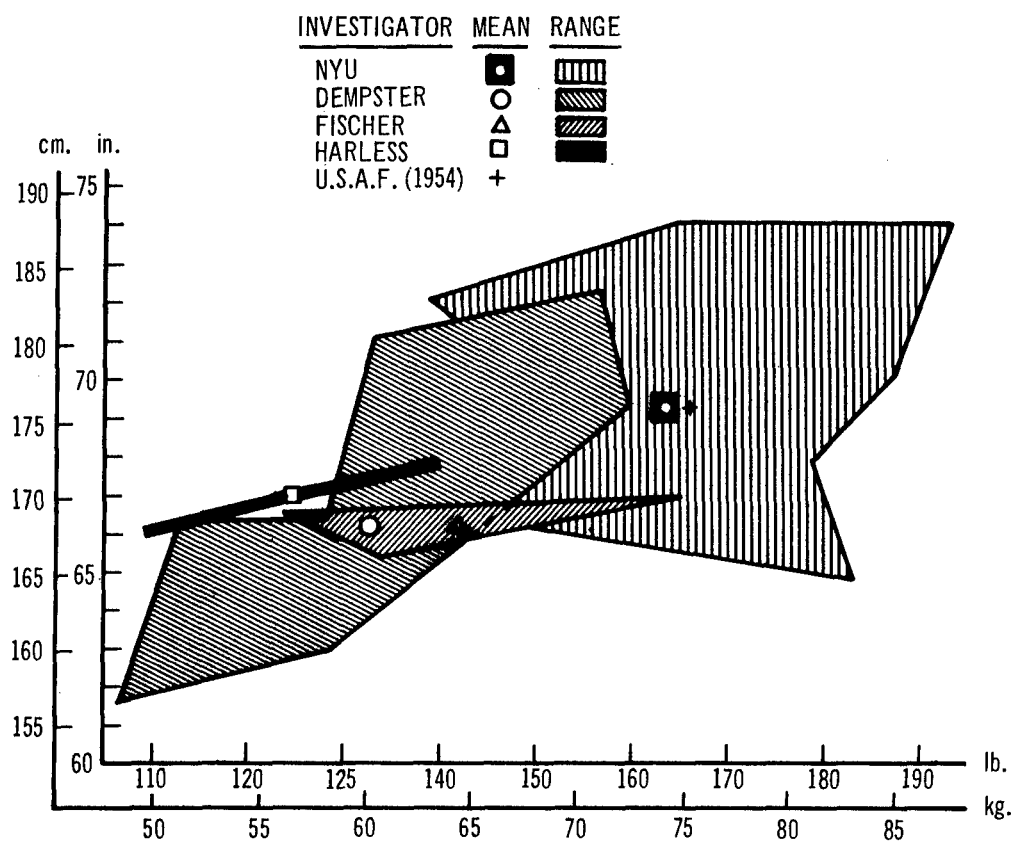 INVESTIGATOR MEAN RANGE
NYU
DEMPSTER
FISCHER
HARLESS
U.S.A.F. (1954)
cm. in.
190 75
185
180
70
175
170
165 65
160
155
60
110 120 125 140 150 160 170 180 190 lb.
50 55 60 65 70 75 80 85 kg.